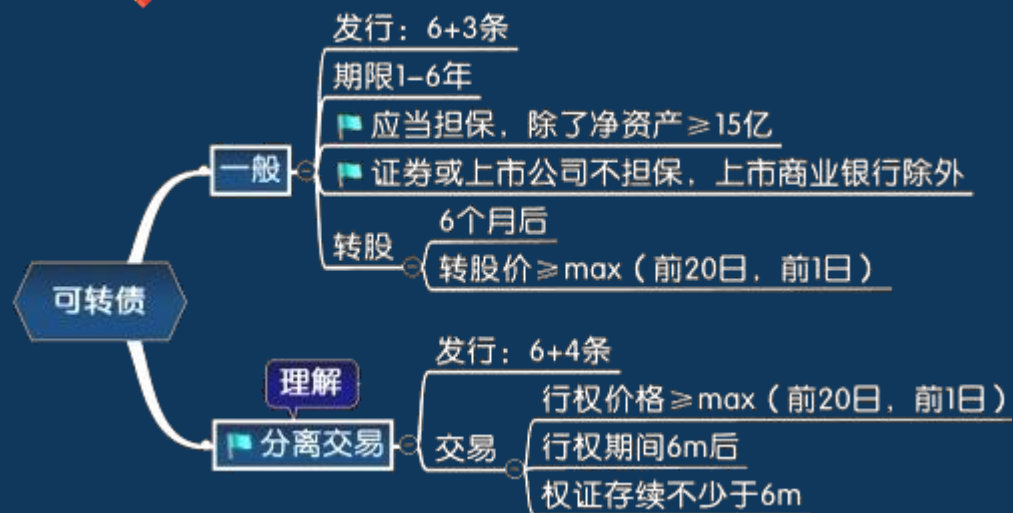 可转债
一般
发行：6+3条
期限1-6年
应当担保，除了净资产≥15亿
证券或上市公司不担保，上市商业银行除外
转股
6个月后
转股价≥max（前20日，前1日）
理解
分离交易
发行：6+4条
交易
行权价格≥max（前20日，前1日）
行权期间6m后
权证存续不少于6m